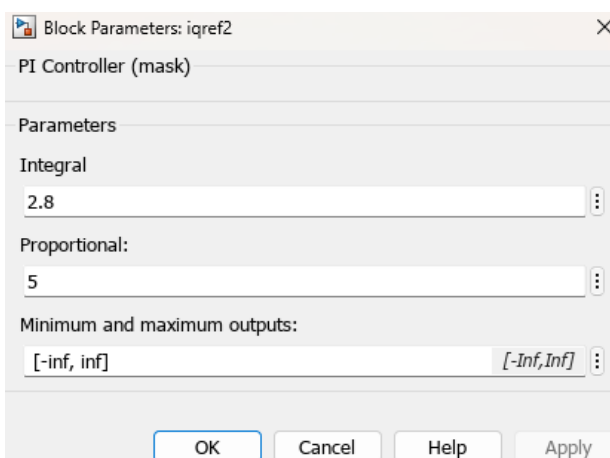 Block Parameters: iqref2
PI Controller (mask)
Parameters
Integral
2.8
Proportional:
5
Minimum and maximum outputs:
[-inf, inf] [-Inf,Inf]
OK Cancel Help Apply